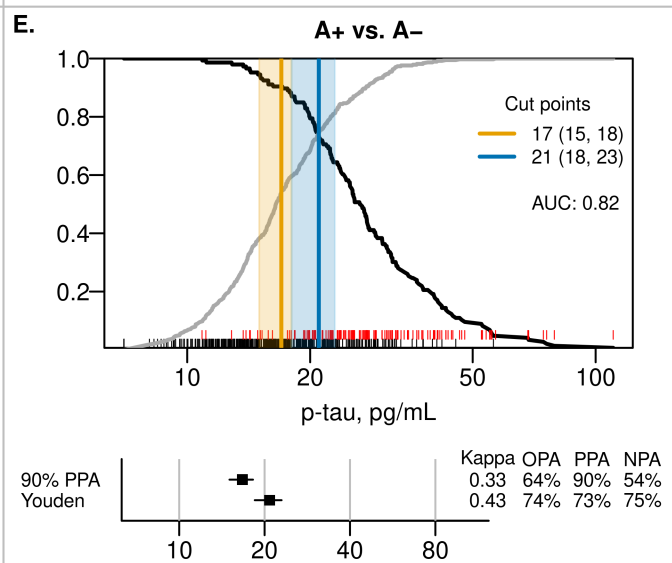 E.
A+ vs. A−
1.0
0.8
0.6
0.4
0.2
Cut points
17 (15, 18)
21 (18, 23)
AUC: 0.82
10 20 50 100
p-tau, pg/mL
Kappa OPA PPA NPA
90% PPA 0.33 64% 90% 54%
Youden 0.43 74% 73% 75%
10 20 40 80